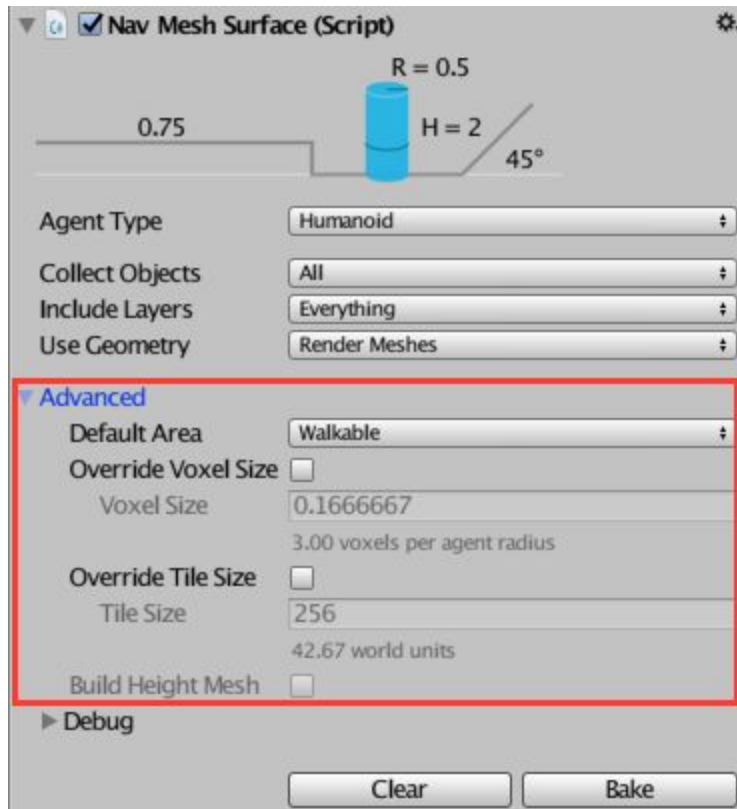 Nav Mesh Surface (Script)
R = 0.5
0.75
H = 2
45°
Agent Type Humanoid
Collect Objects All
Include Layers Everything
Use Geometry Render Meshes
Advanced
Default Area Walkable
Override Voxel Size
Voxel Size 0.1666667
3.00 voxels per agent radius
Override Tile Size
Tile Size 256
42.67 world units
Build Height Mesh
Debug
Clear Bake